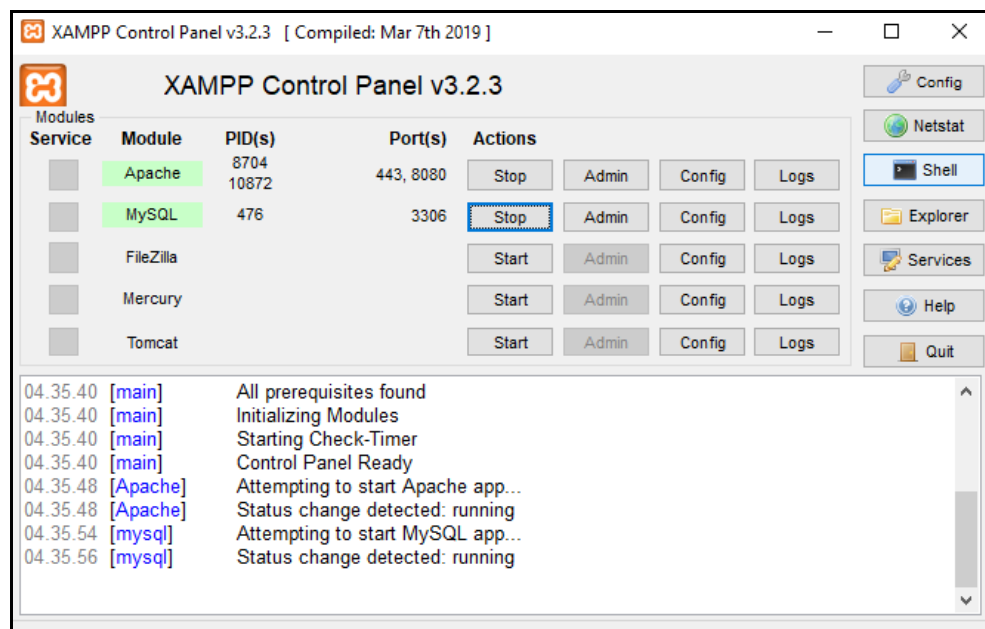 XAMPP Control Panel v3.2.3 [ Compiled: Mar 7th 2019 ]
XAMPP Control Panel v3.2.3
Config
Netstat
Shell
Explorer
Services
Help
Quit
Modules
Service Module PID(s) Port(s) Actions
Apache 8704 10872 443, 8080 Stop Admin Config Logs
MySQL 476 3306 Stop Admin Config Logs
FileZilla Start Admin Config Logs
Mercury Start Admin Config Logs
Tomcat Start Admin Config Logs
04.35.40 [main] All prerequisites found
04.35.40 [main] Initializing Modules
04.35.40 [main] Starting Check-Timer
04.35.40 [main] Control Panel Ready
04.35.48 [Apache] Attempting to start Apache app...
04.35.48 [Apache] Status change detected: running
04.35.54 [mysql] Attempting to start MySQL app...
04.35.56 [mysql] Status change detected: running